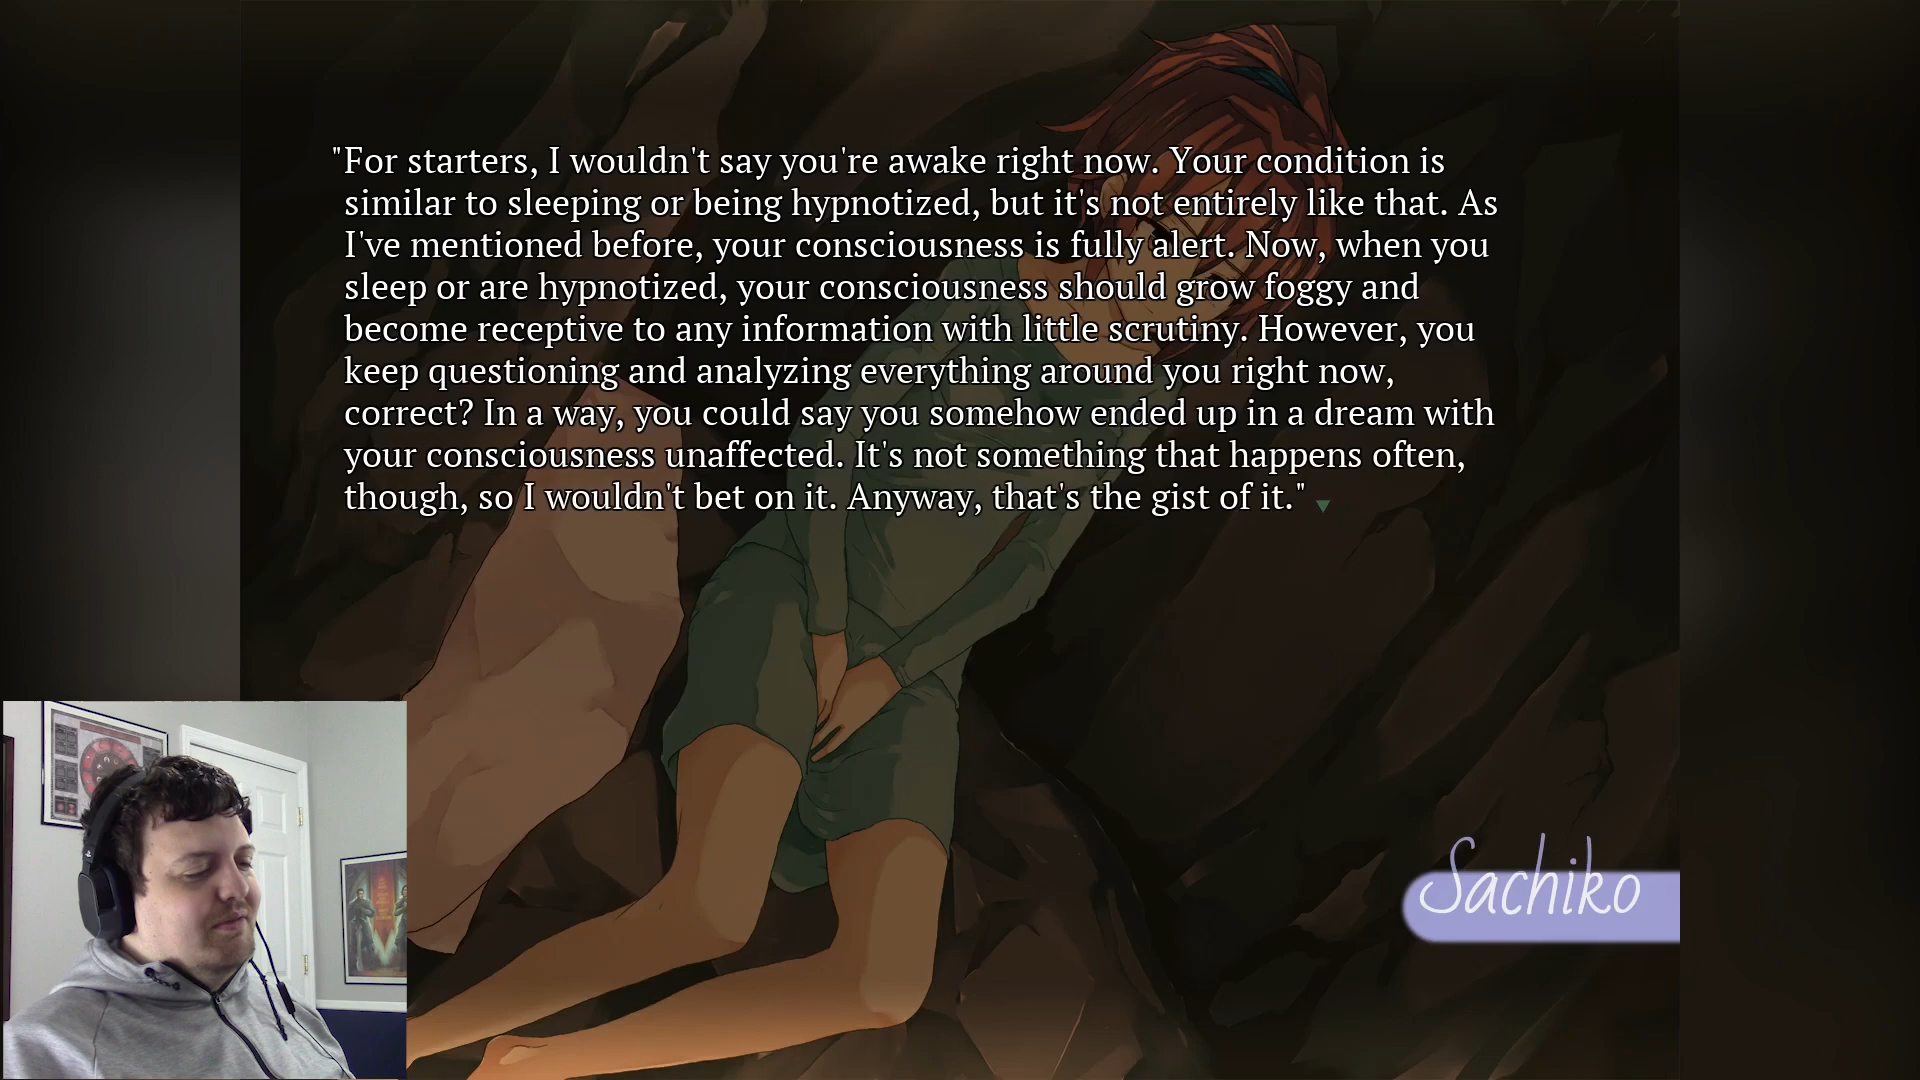 "For starters, I wouldn't say you're awake right now. Your condition is
similar to sleeping or being hypnotized, but it's not entirely like that. As
I've mentioned before, your consciousness is fully alert. Now, when you
sleep or are hypnotized, your consciousness should grow foggy and
become receptive to any information with little scrutiny. However, you
keep questioning and analyzing everything around you right now,
correct? In a way, you could say you somehow ended up in a dream with
your consciousness unaffected. It's not something that happens often,
though, so I wouldn't bet on it. Anyway, that's the gist of it."
Sachiko